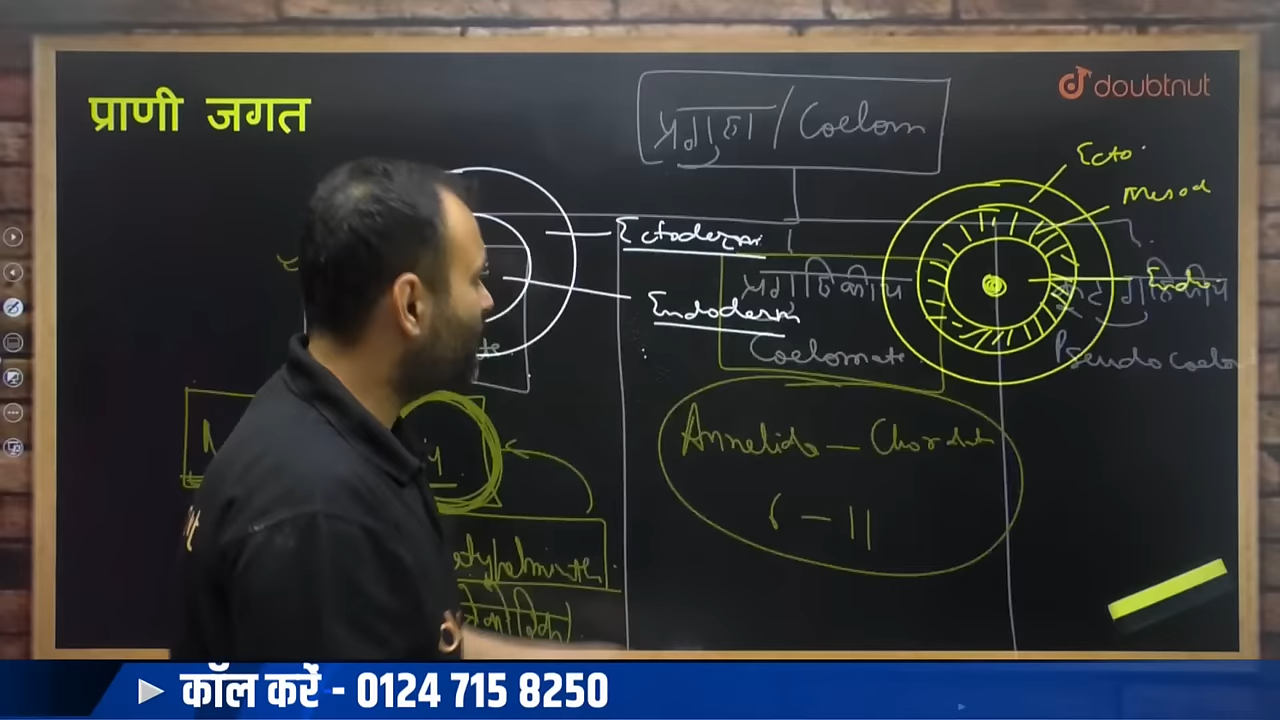 प्राणी जगत
doubtnut
प्रगुहा / Coelom
Ecto.
Mesod
Ectoderm
Endo
प्रगुहिकीय
Endoderm
Coelomate
Pseudo coelom
Annelida — Chordata
6 – 11
कॉल करें - 0124 715 8250